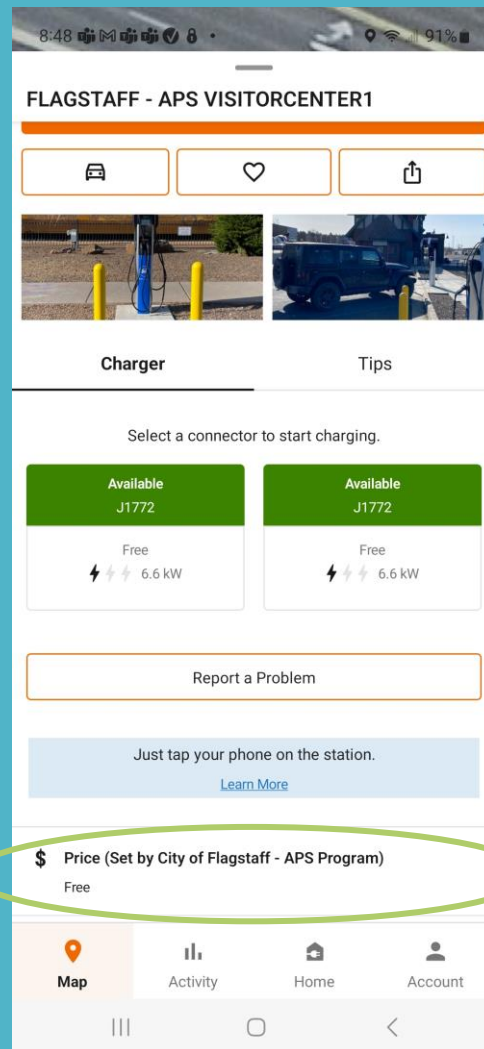 8:48
91%
FLAGSTAFF - APS VISITORCENTER1
Charger
Tips
Select a connector to start charging.
Available
J1772
Free
6.6 kW
Available
J1772
Free
6.6 kW
Report a Problem
Just tap your phone on the station.
Learn More
$ Price (Set by City of Flagstaff - APS Program)
Free
Map
Activity
Home
Account